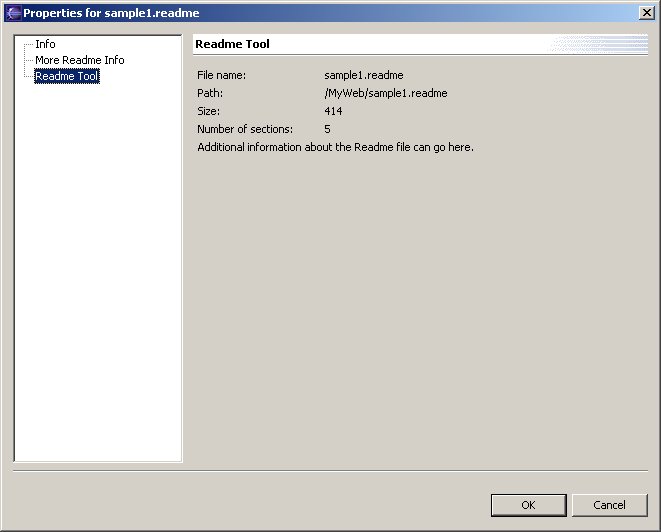 Properties for sample1.readme
Info
More Readme Info
Readme Tool
Readme Tool
File name: sample1.readme
Path: /MyWeb/sample1.readme
Size: 414
Number of sections: 5
Additional information about the Readme file can go here.
OK Cancel